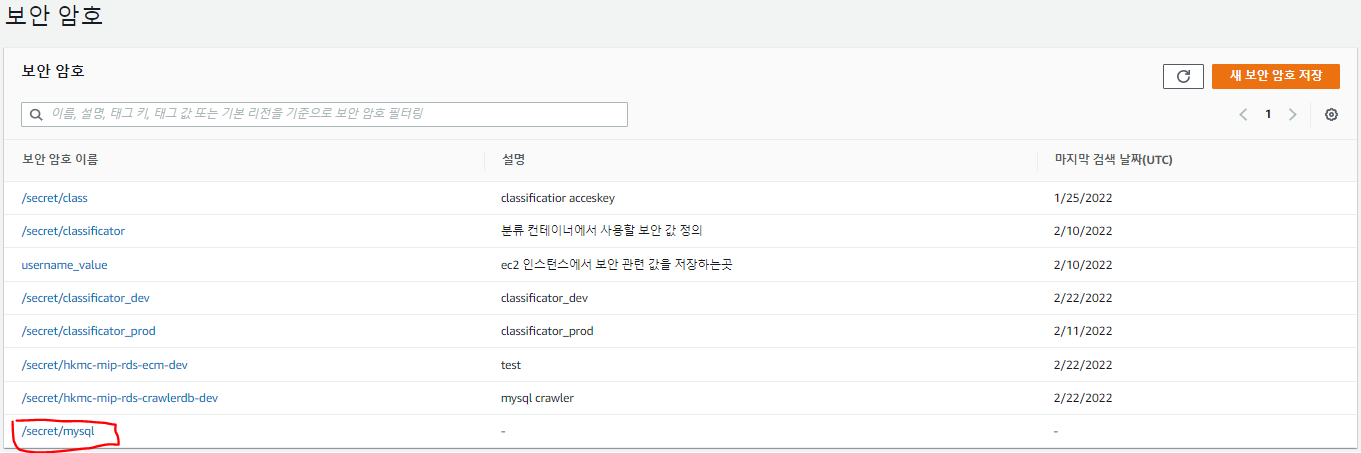 보안 암호
보안 암호
새 보안 암호 저장
이름, 설명, 태그 키, 태그 값 또는 기본 리전을 기준으로 보안 암호 필터링
1
보안 암호 이름 설명 마지막 검색 날짜(UTC)
/secret/class classificatior acceskey 1/25/2022
/secret/classificator 분류 컨테이너에서 사용할 보안 값 정의 2/10/2022
username_value ec2 인스턴스에서 보안 관련 값을 저장하는곳 2/10/2022
/secret/classificator_dev classificator_dev 2/22/2022
/secret/classificator_prod classificator_prod 2/11/2022
/secret/hkmc-mip-rds-ecm-dev test 2/22/2022
/secret/hkmc-mip-rds-crawlerdb-dev mysql crawler 2/22/2022
/secret/mysql - -